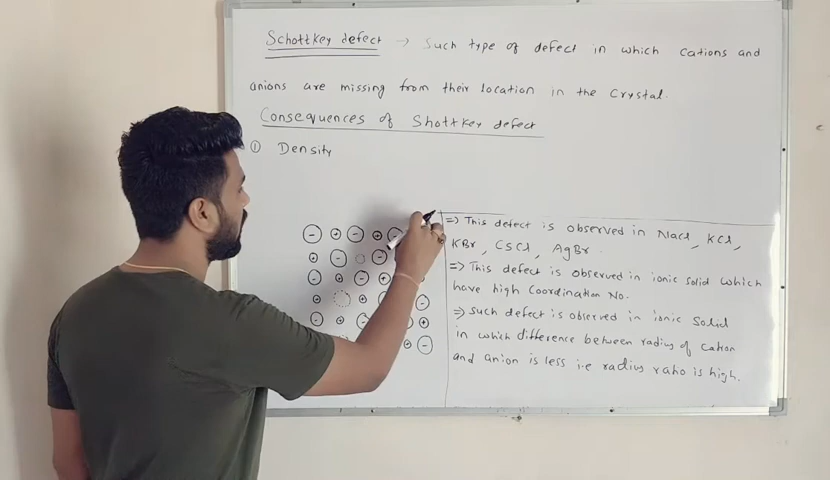 Schottkey defect → Such type of defect in which cations and
anions are missing from their location in the crystal.
Consequences of Shottkey defect
① Density
=> This defect is observed in NaCl, KCl,
KBr, CSCl, AgBr.
=> This defect is observed in ionic solid which
have high Coordination No.
=> Such defect is observed in ionic solid
in which difference between radius of cation
and anion is less i.e radius ratio is high.